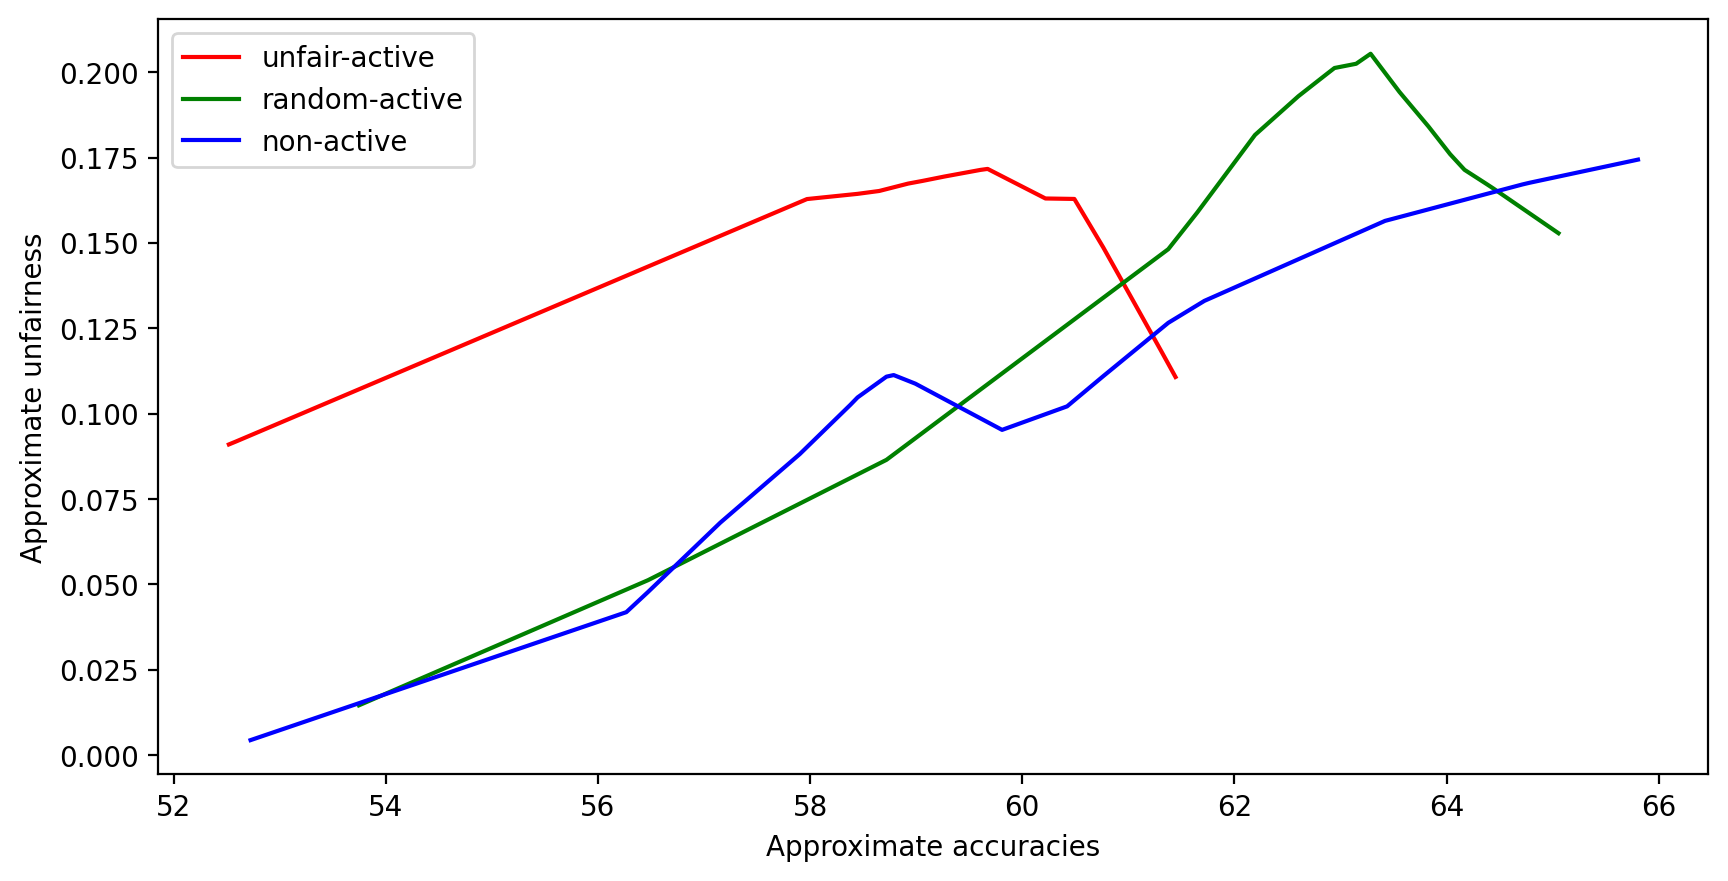 unfair-active
random-active
non-active
0.200
0.175
0.150
0.125
0.100
0.075
0.050
0.025
0.000
Approximate unfairness
52 54 56 58 60 62 64 66
Approximate accuracies